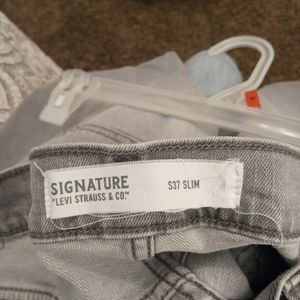 SIGNATURE
"LEVI STRAUSS & CO."
S37 SLIM